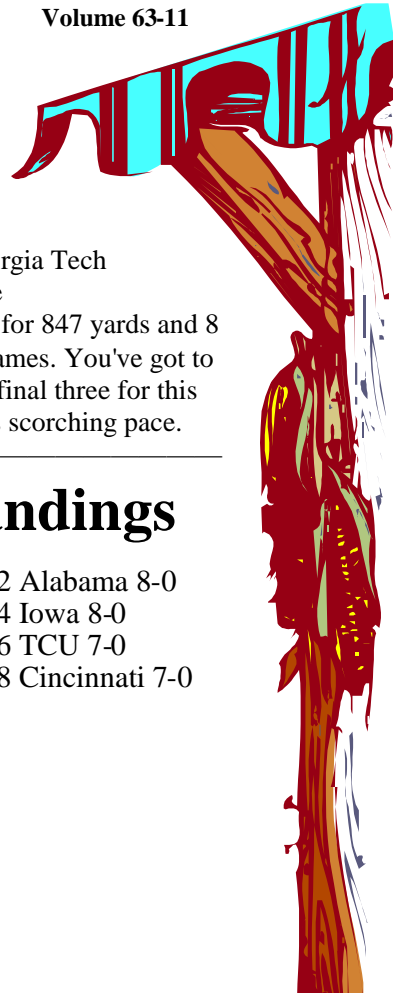 Volume 63-11
rgia Tech
e
for 847 yards and 8
ames. You've got to
final three for this
scorching pace.
ndings
2 Alabama 8-0
4 Iowa 8-0
6 TCU 7-0
8 Cincinnati 7-0